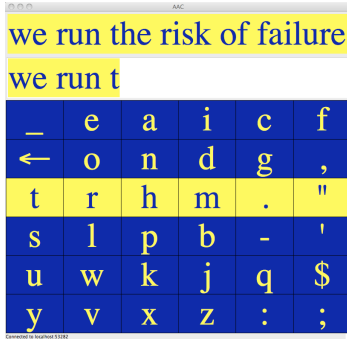 AAC
we run the risk of failure
we run t
_ e a i c f
← o n d g ,
t r h m . "
s l p b - '
u w k j q $
y v x z : ;
Connected to localhost 53282